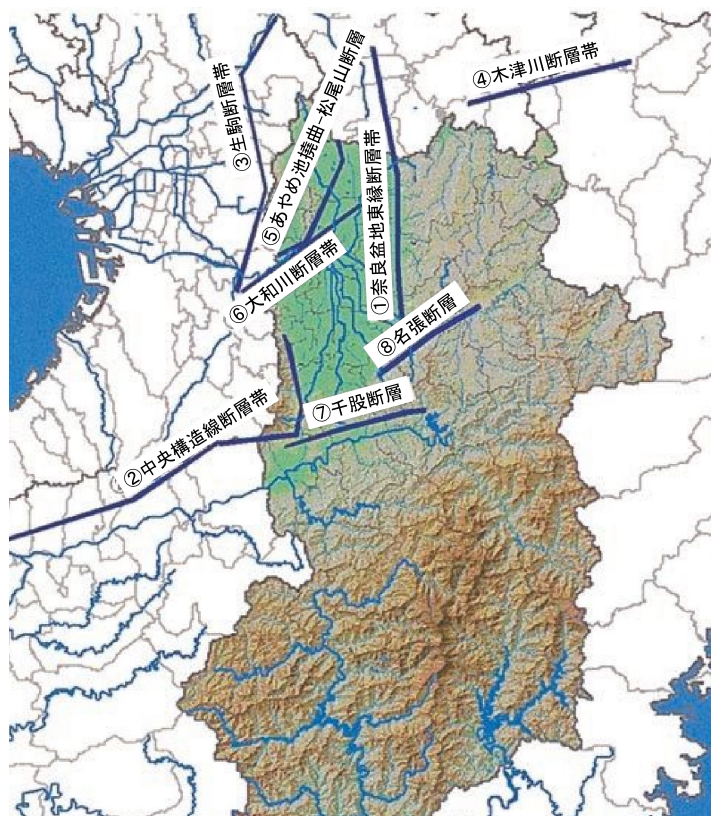 ④木津川断層帯
③生駒断層帯
⑤あやめ池撓曲-松尾山断層
①奈良盆地東縁断層帯
⑥大和川断層帯
⑧名張断層
⑦千股断層
②中央構造線断層帯